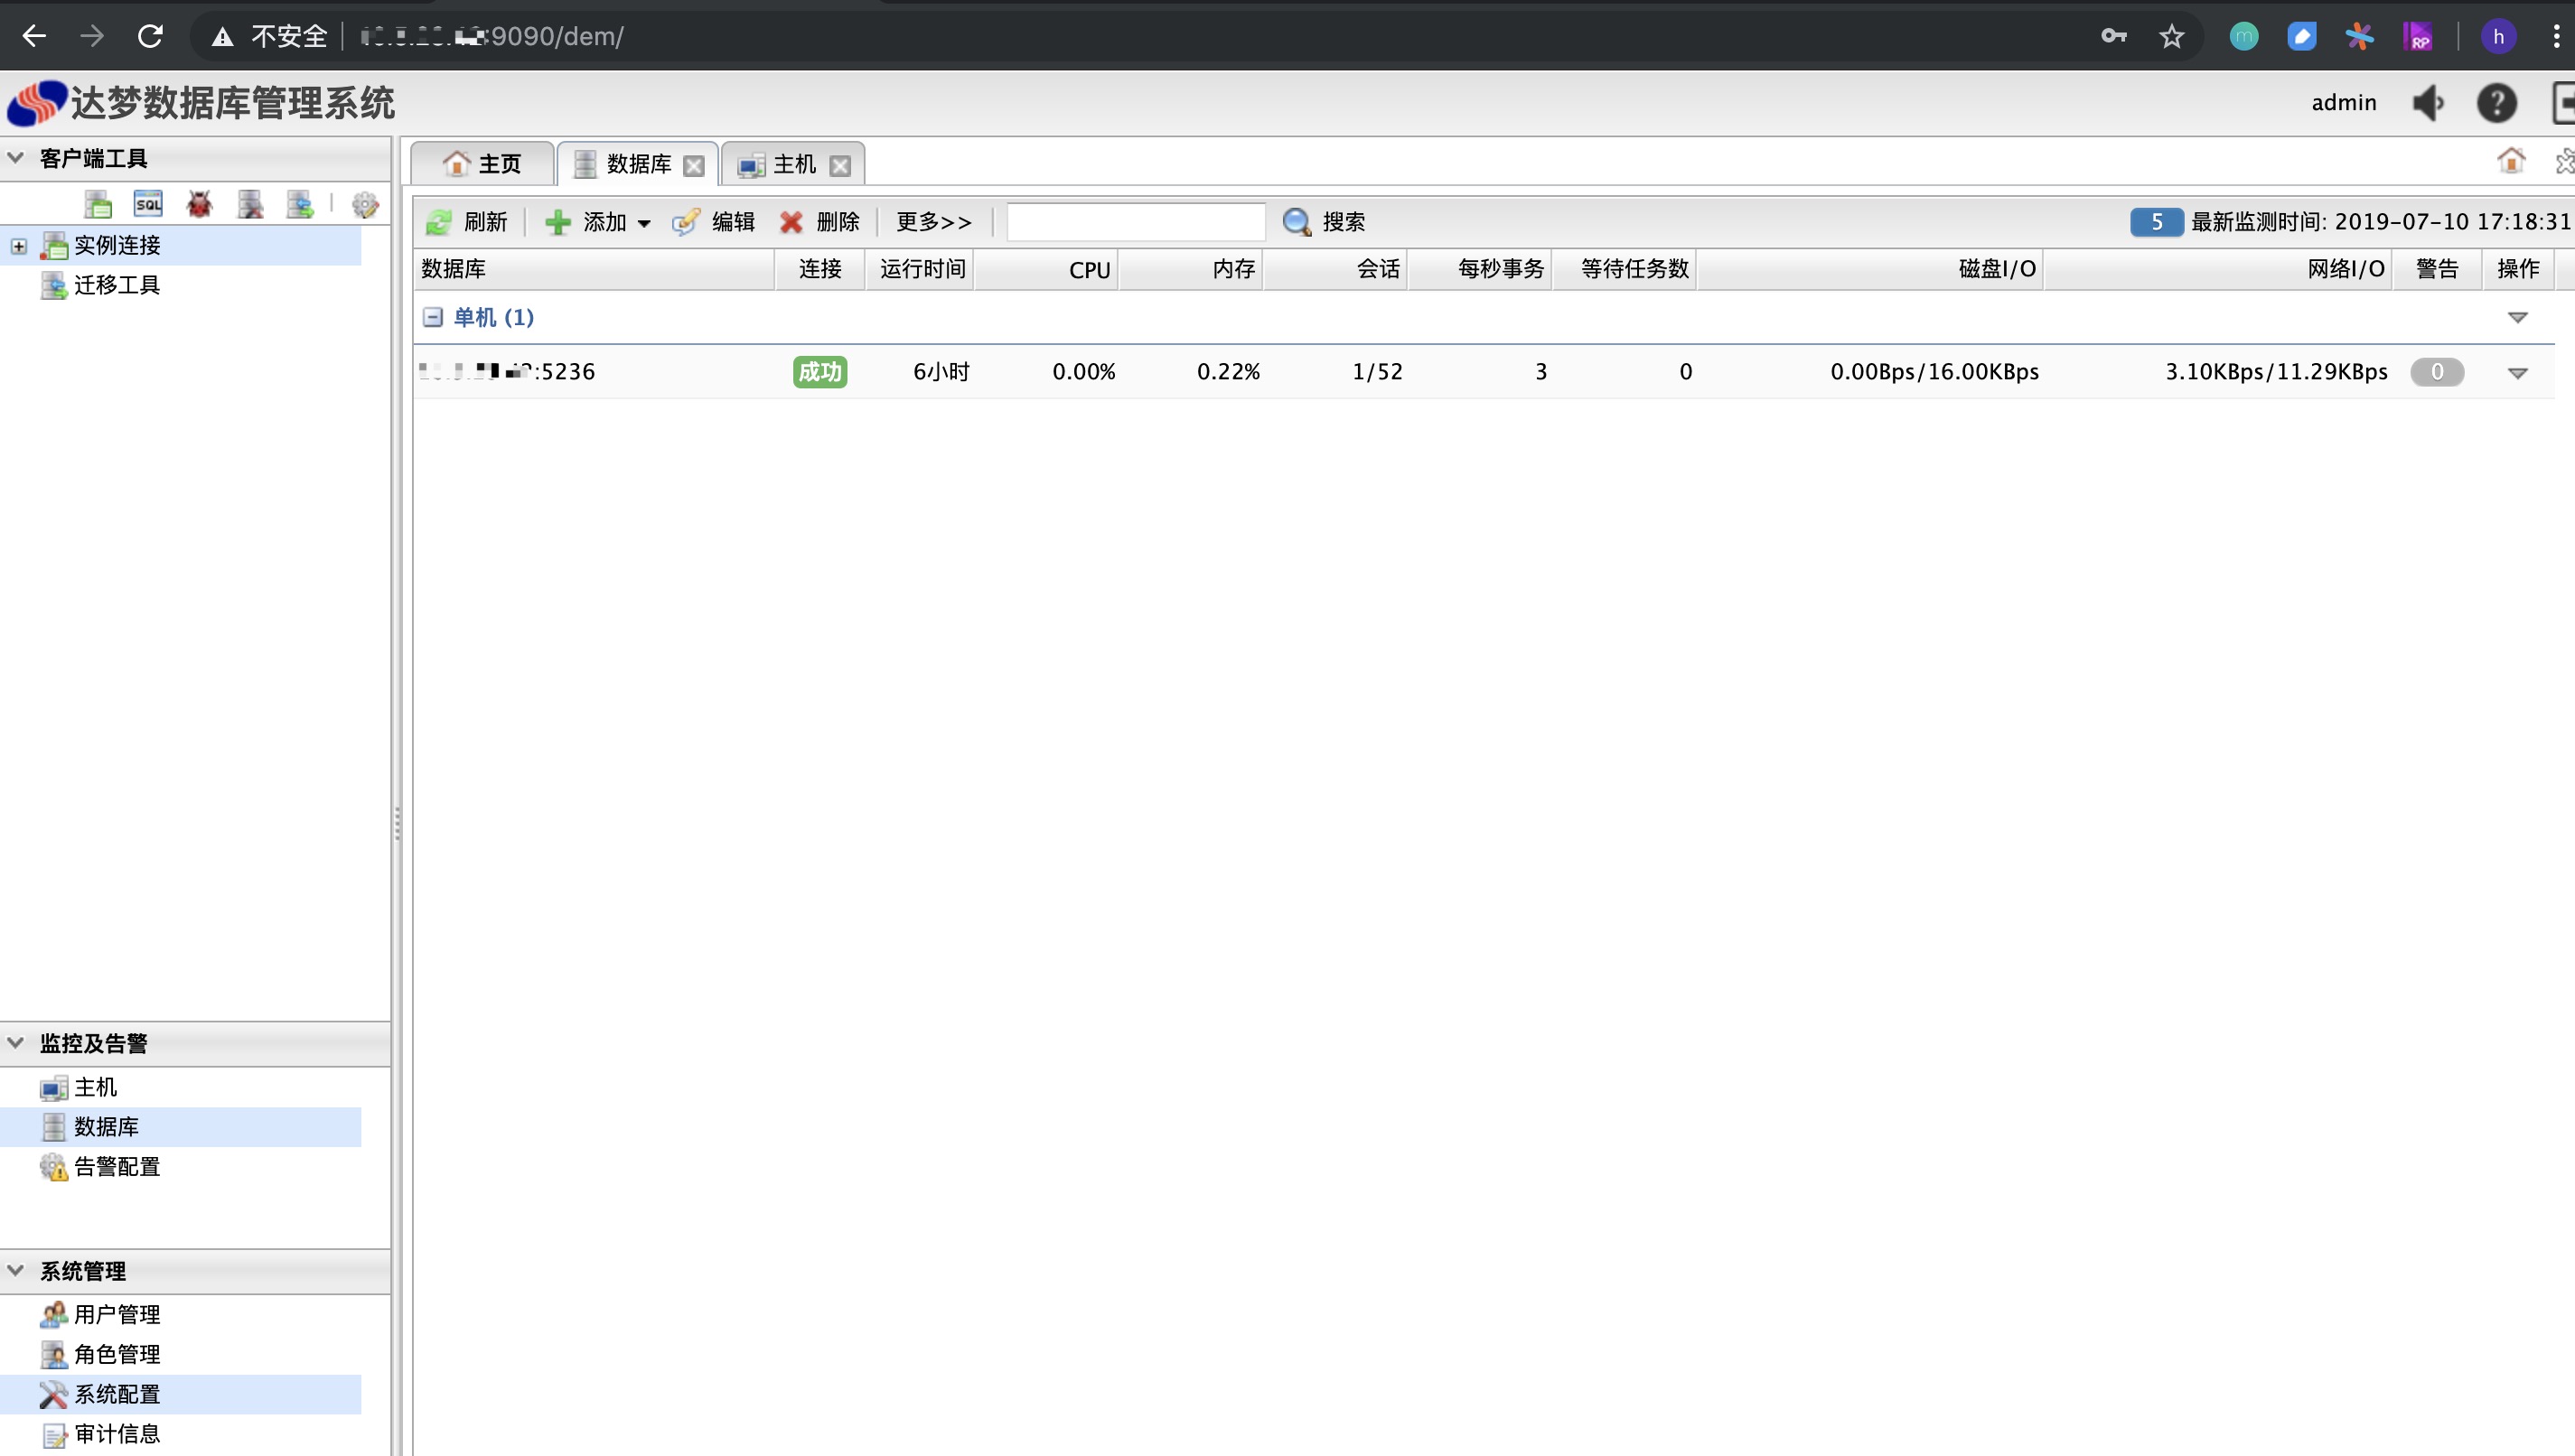 不安全 :9090/dem/
h
达梦数据库管理系统
admin
客户端工具
SQL
实例连接
迁移工具
主页 数据库 主机
刷新 添加 编辑 删除 更多>> 搜索 5 最新监测时间: 2019-07-10 17:18:31
数据库 连接 运行时间 CPU 内存 会话 每秒事务 等待任务数 磁盘I/O 网络I/O 警告 操作
单机 (1)
:5236 成功 6小时 0.00% 0.22% 1/52 3 0 0.00Bps/16.00KBps 3.10KBps/11.29KBps 0
监控及告警
主机
数据库
告警配置
系统管理
用户管理
角色管理
系统配置
审计信息